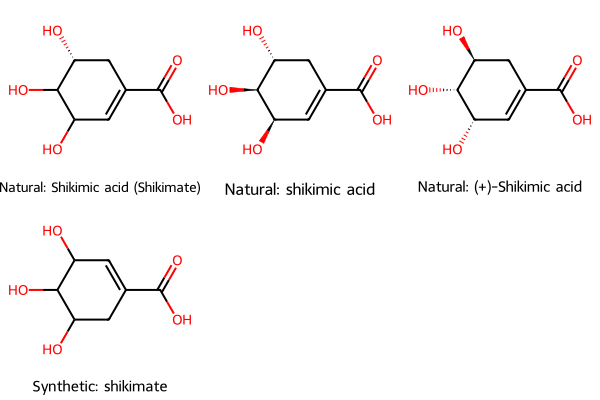 HO
HO
HO
O
OH
Natural: Shikimic acid (Shikimate)
HO
HO
HO
O
OH
Natural: shikimic acid
HO
HO
HO
O
OH
Natural: (+)-Shikimic acid
HO
HO
HO
O
OH
Synthetic: shikimate